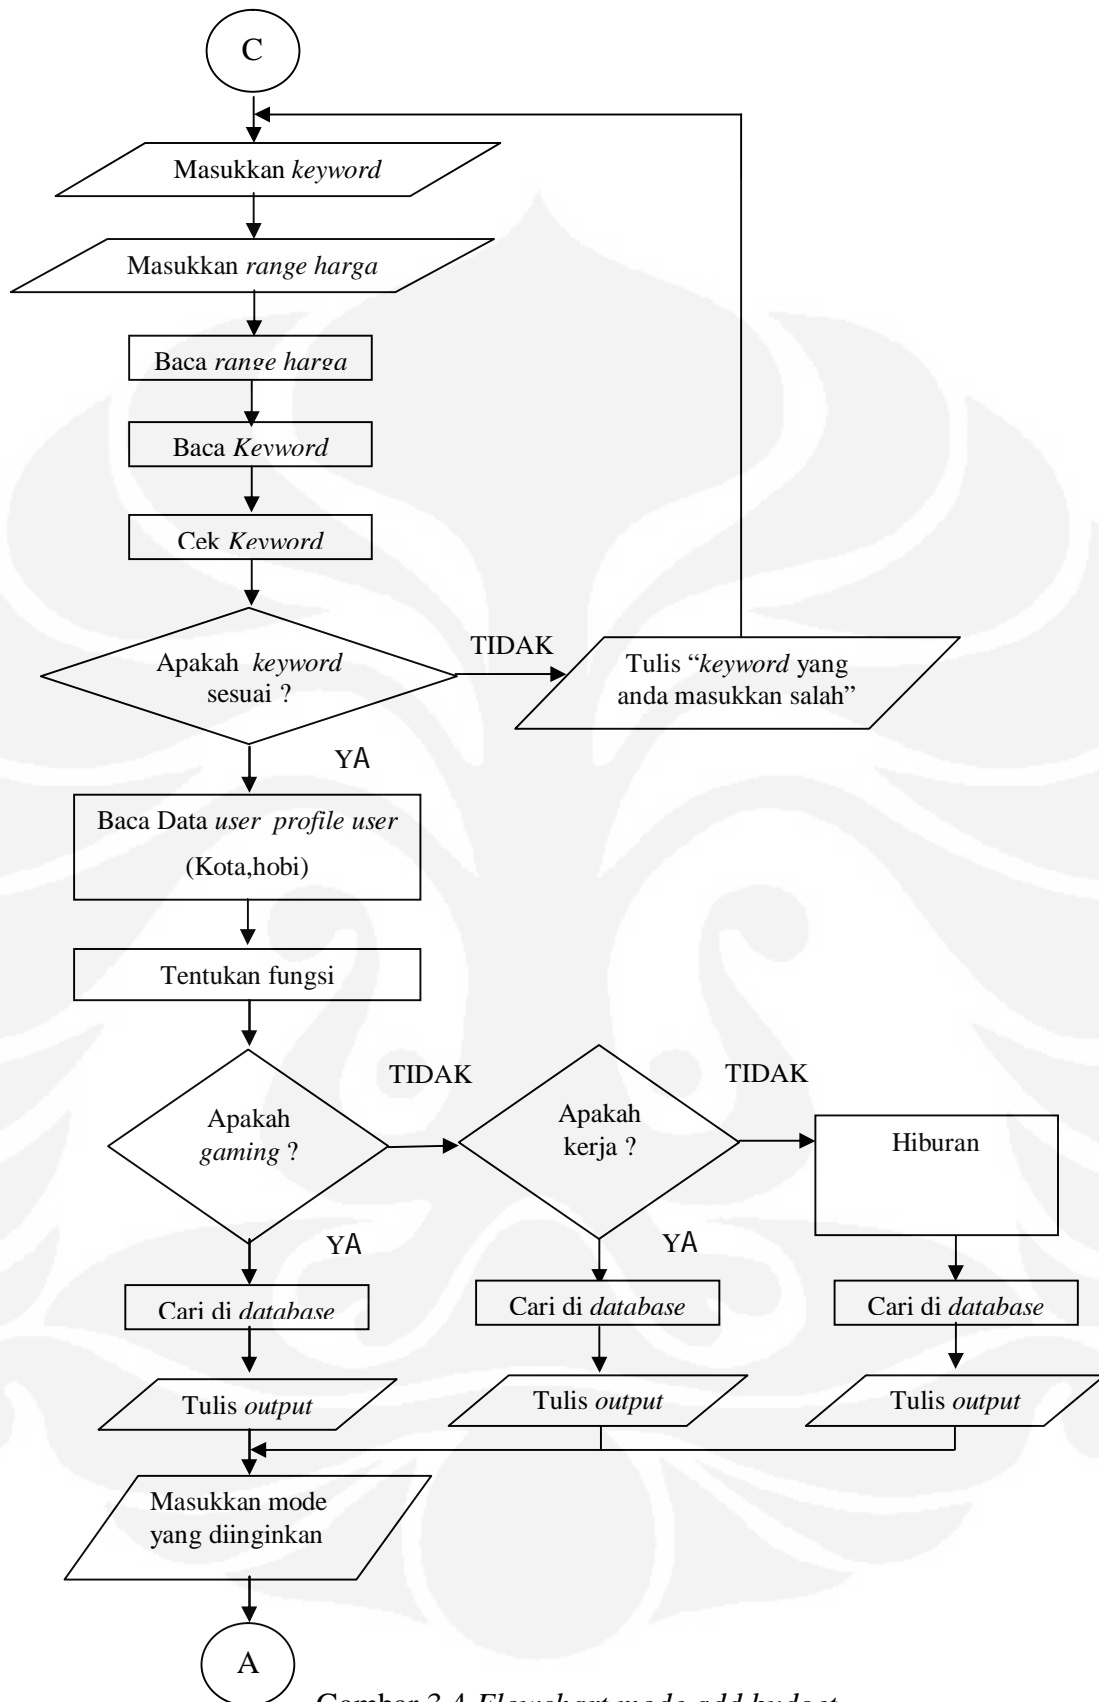 C
Masukkan keyword
Masukkan range harga
Baca range harga
Baca Keyword
Cek Keyword
Apakah keyword
sesuai ?
TIDAK
Tulis “keyword yang
anda masukkan salah”
YA
Baca Data user profile user
(Kota,hobi)
Tentukan fungsi
Apakah
gaming ?
TIDAK
Apakah
kerja ?
TIDAK
Hiburan
YA
YA
Cari di database
Cari di database
Cari di database
Tulis output
Tulis output
Tulis output
Masukkan mode
yang diinginkan
A
Gambar 3.4 Flowchart mode add budget